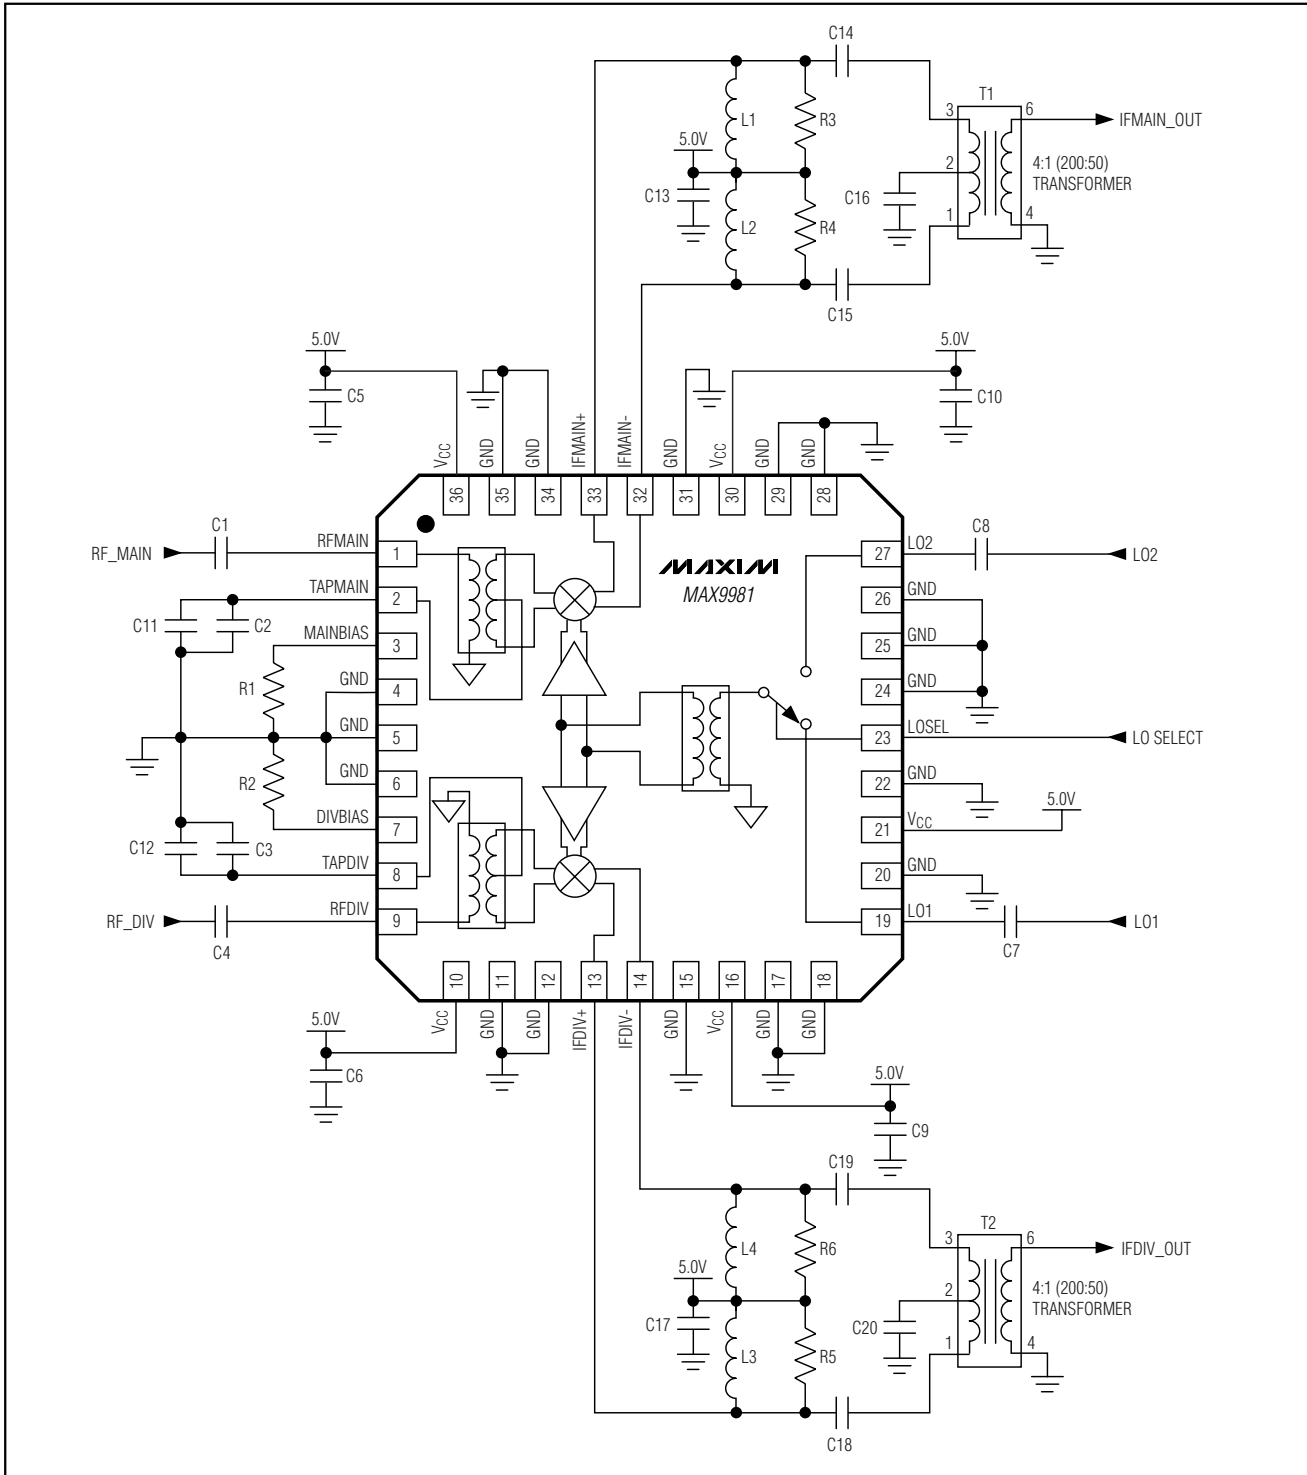 C14
T1
3
6
IFMAIN_OUT
L1
R3
5.0V
2
4:1 (200:50)
TRANSFORMER
C13
C16
L2
R4
1
4
C15
5.0V
5.0V
C5
C10
VCC
GND
GND
IFMAIN+
IFMAIN-
GND
VCC
GND
GND
36
35
34
33
32
31
30
29
28
C1
C8
RF_MAIN
RFMAIN
1
MAXIM
MAX9981
27
LO2
LO2
TAPMAIN
2
26
GND
C11
C2
MAINBIAS
3
25
GND
R1
GND
4
24
GND
GND
5
23
LOSEL
LO SELECT
R2
GND
6
22
GND
5.0V
DIVBIAS
7
21
VCC
C12
C3
TAPDIV
8
20
GND
RF_DIV
RFDIV
9
19
LO1
LO1
C4
C7
10
11
12
13
14
15
16
17
18
VCC
GND
GND
IFDIV+
IFDIV-
GND
VCC
GND
GND
5.0V
C6
5.0V
C9
C19
T2
3
6
IFDIV_OUT
L4
R6
5.0V
2
4:1 (200:50)
TRANSFORMER
C17
C20
L3
R5
1
4
C18